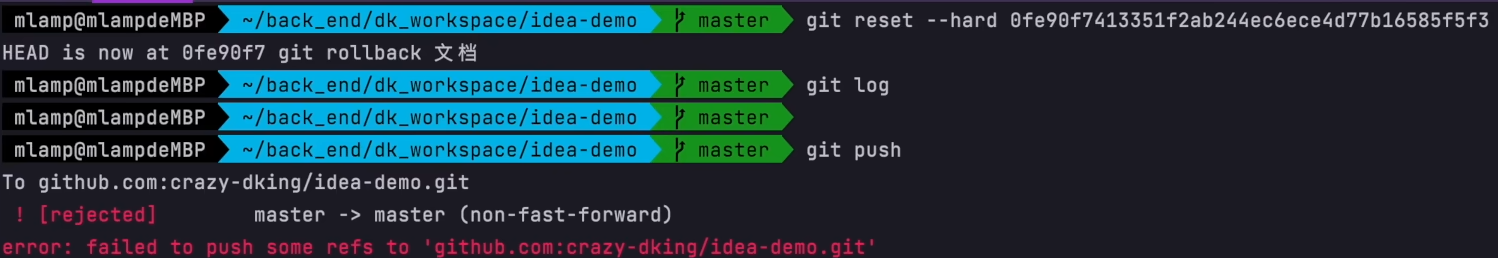 mlamp@mlampdeMBP ~/back_end/dk_workspace/idea-demo master git reset --hard 0fe90f7413351f2ab244ec6ece4d77b16585f5f3
HEAD is now at 0fe90f7 git rollback 文档
mlamp@mlampdeMBP ~/back_end/dk_workspace/idea-demo master git log
mlamp@mlampdeMBP ~/back_end/dk_workspace/idea-demo master
mlamp@mlampdeMBP ~/back_end/dk_workspace/idea-demo master git push
To github.com:crazy-dking/idea-demo.git
! [rejected] master -> master (non-fast-forward)
error: failed to push some refs to 'github.com:crazy-dking/idea-demo.git'